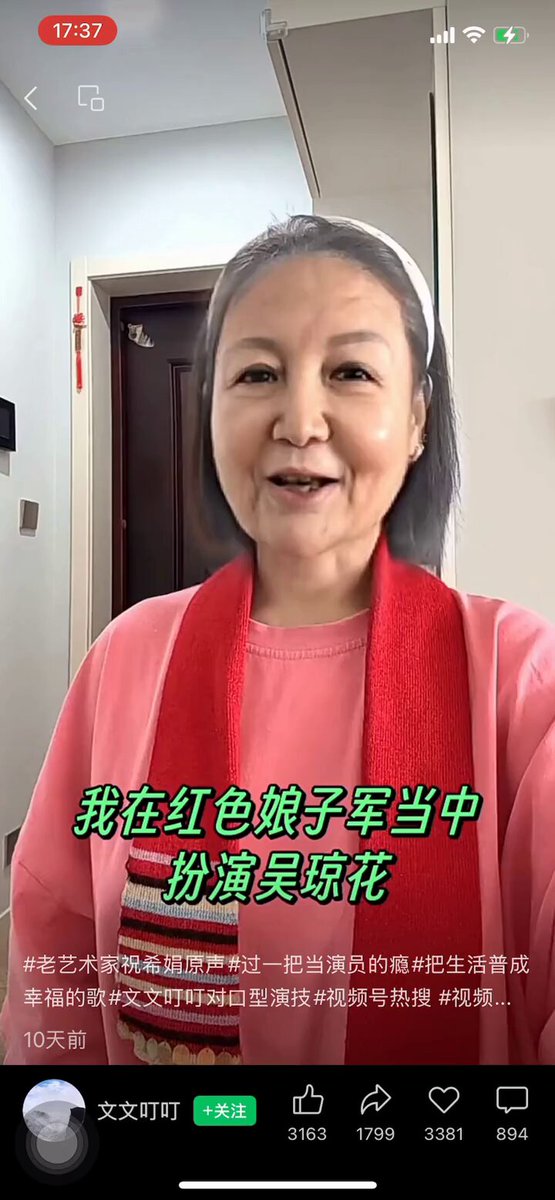 17:37
我在红色娘子军当中
扮演吴琼花
#老艺术家祝希娟原声#过一把当演员的瘾#把生活普成
幸福的歌#文文叮叮对口型演技#视频号热搜 #视频...
10天前
文文叮叮
+关注
3163
1799
3381
894